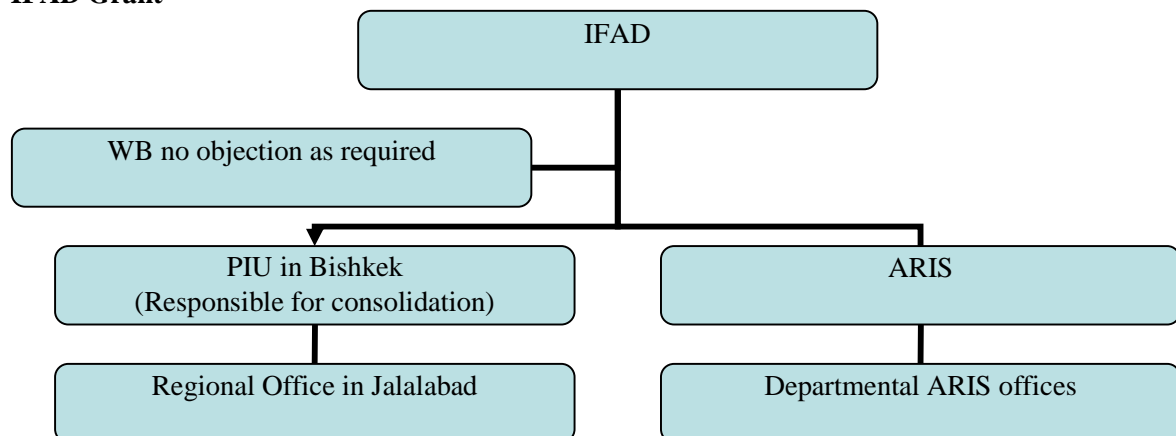 IFAD Grant
IFAD
WB no objection as required
PIU in Bishkek
(Responsible for consolidation)
ARIS
Regional Office in Jalalabad
Departmental ARIS offices